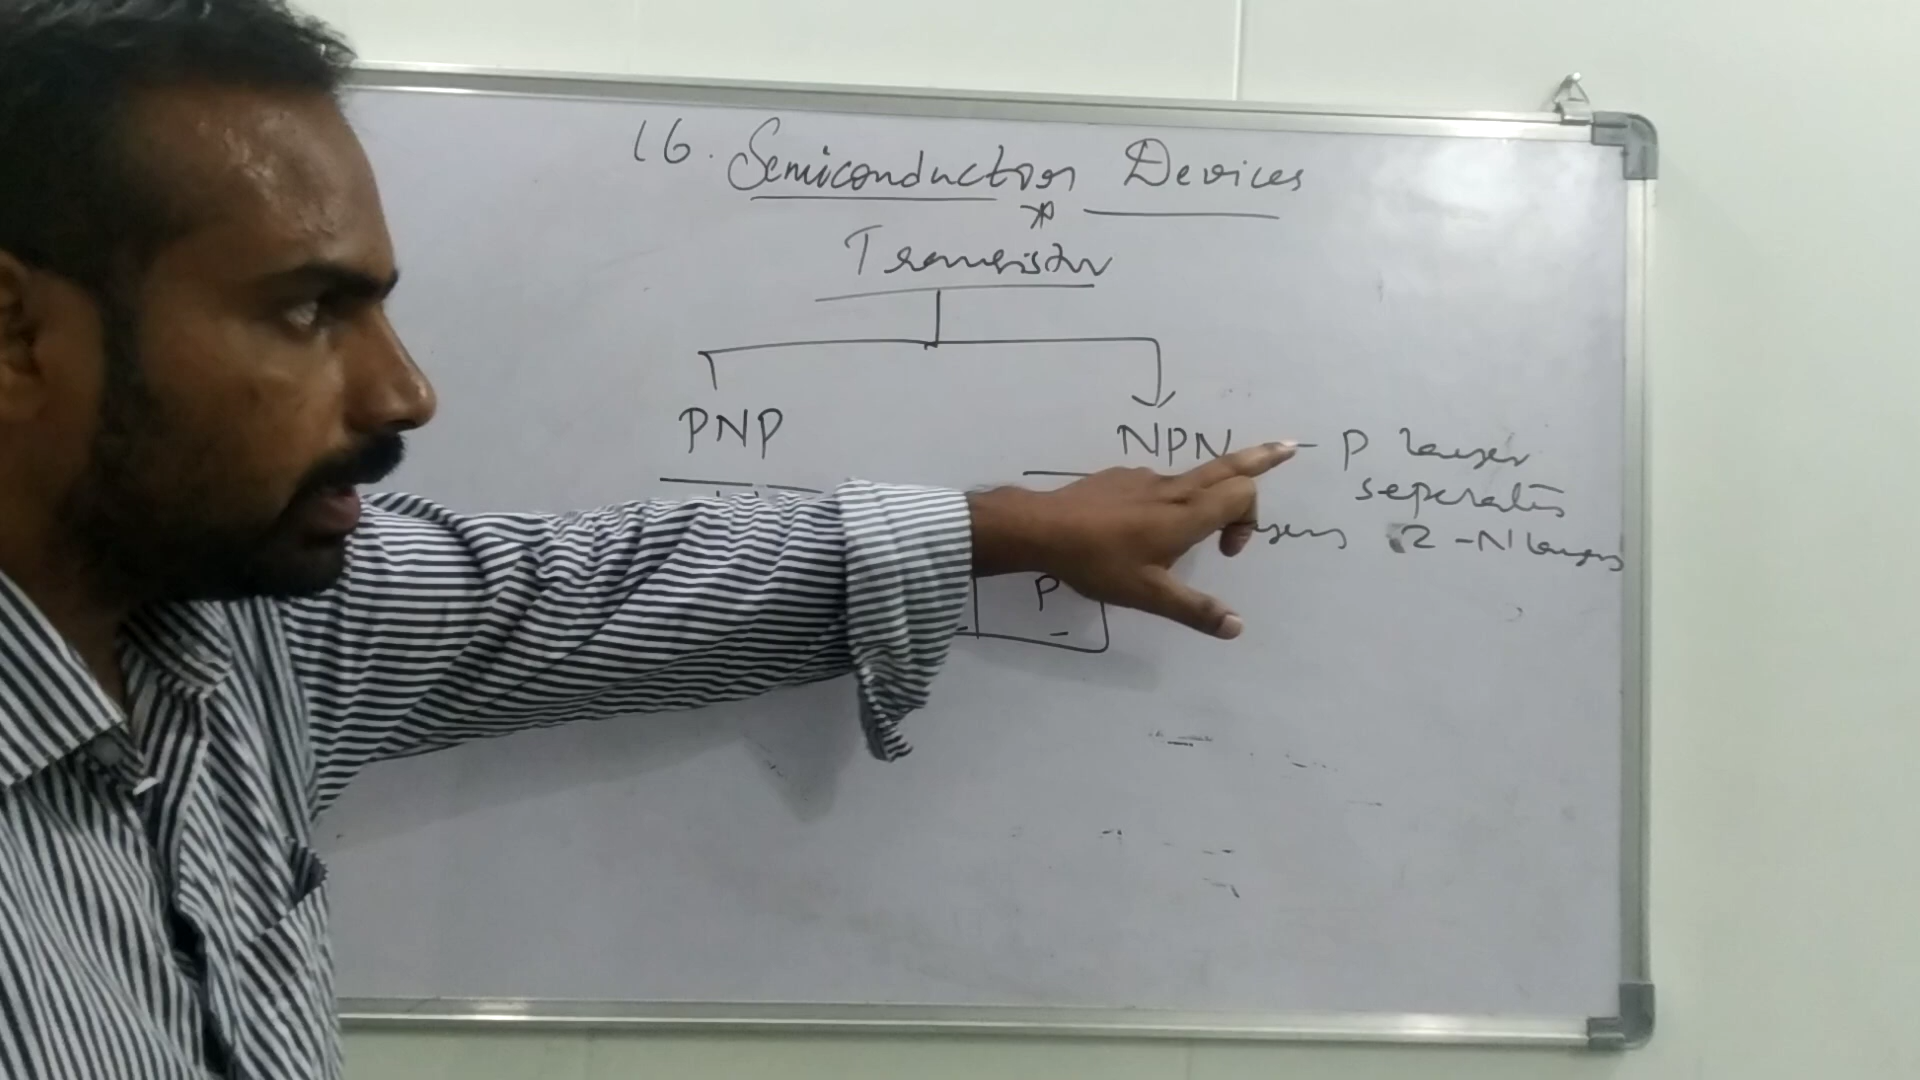 16. Semiconductor Devices
Transistor
PNP
NPN - P layer
seperates
2 - N layers
P